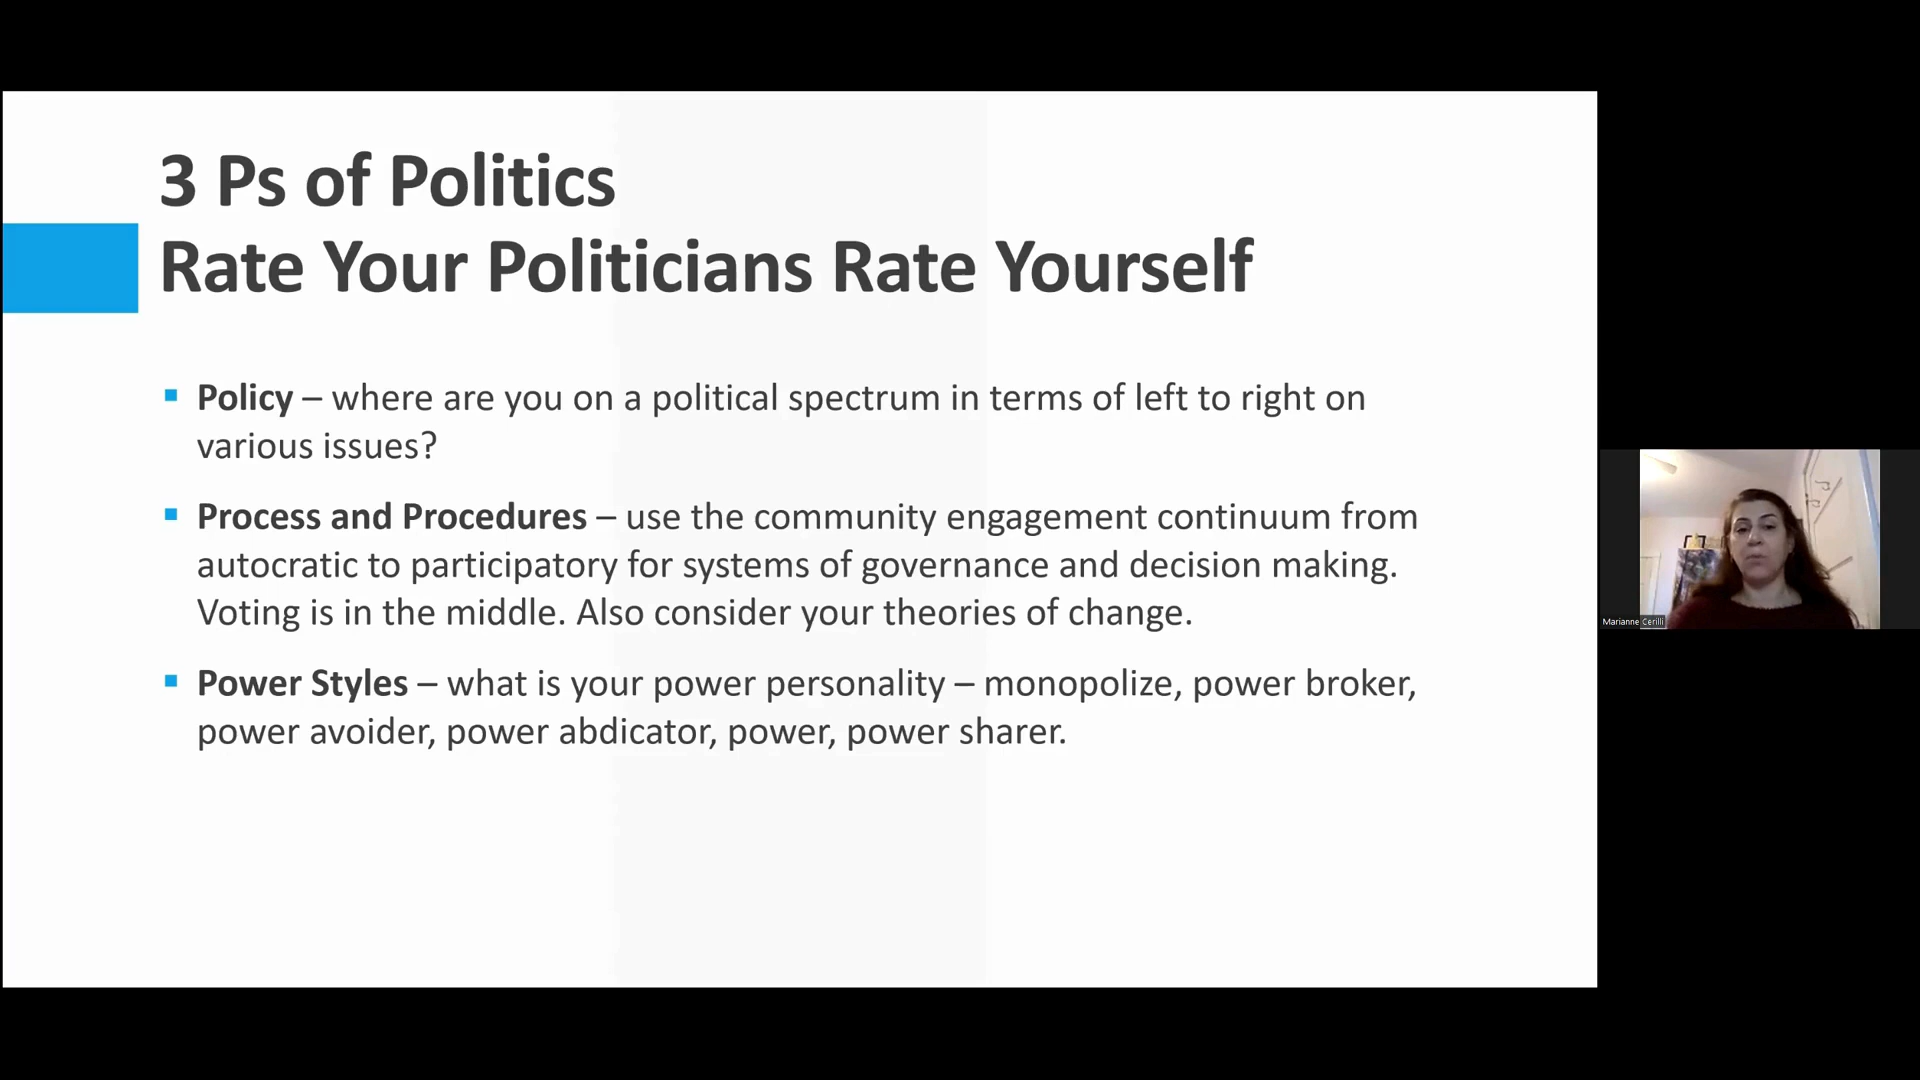 3 Ps of Politics
Rate Your Politicians Rate Yourself
▪ Policy – where are you on a political spectrum in terms of left to right on
various issues?
▪ Process and Procedures – use the community engagement continuum from
autocratic to participatory for systems of governance and decision making.
Voting is in the middle. Also consider your theories of change.
▪ Power Styles – what is your power personality – monopolize, power broker,
power avoider, power abdicator, power, power sharer.
Marianne Cerilli